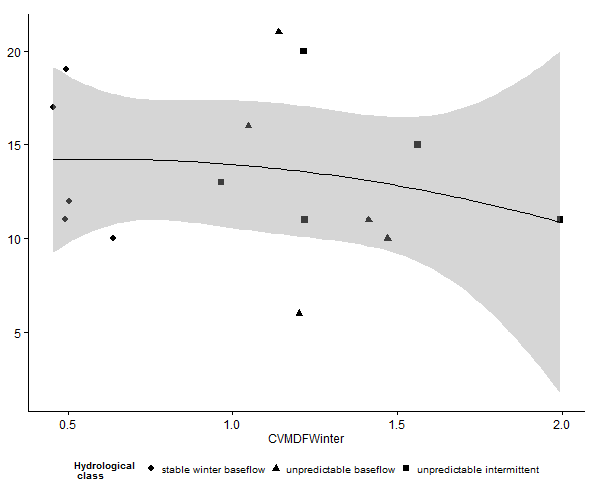 20
15
10
5
0.5 1.0 1.5 2.0
CVMDFWinter
Hydrological
class
stable winter baseflow unpredictable baseflow unpredictable intermittent